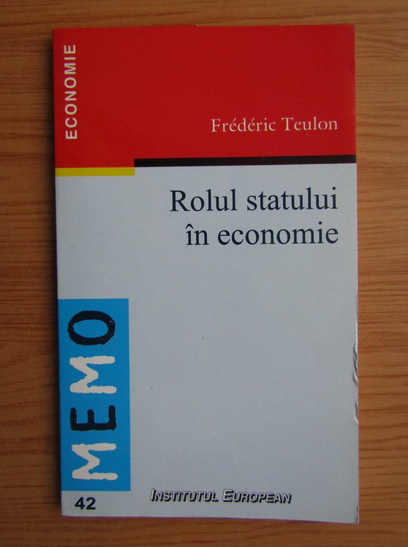 ECONOMIE
Frédéric Teulon
Rolul statului
în economie
MEMO
42
INSTITUTUL EUROPEAN